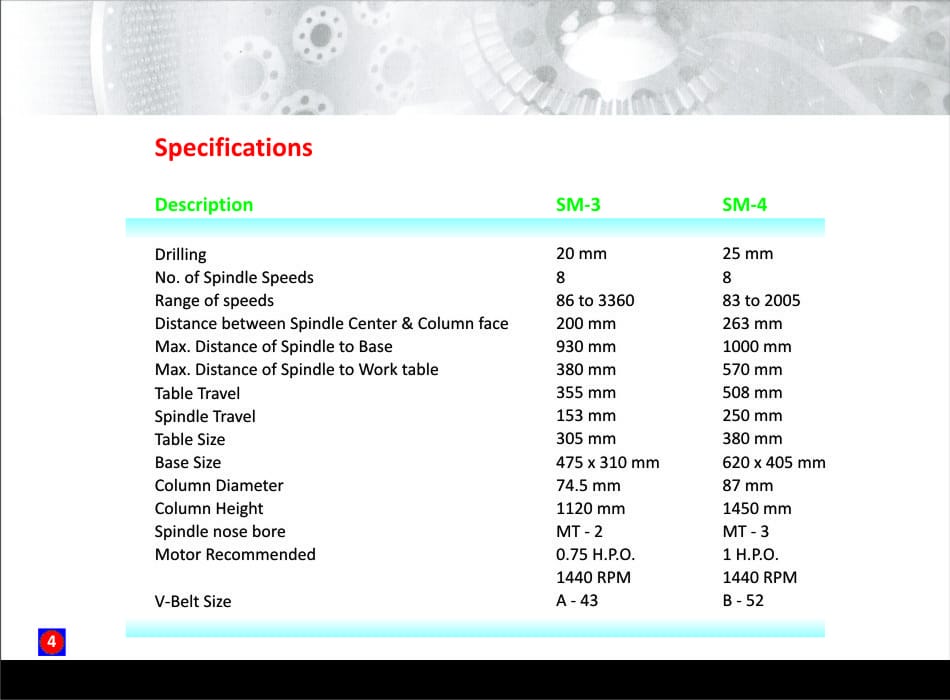 Specifications
Description SM-3 SM-4
Drilling 20 mm 25 mm
No. of Spindle Speeds 8 8
Range of speeds 86 to 3360 83 to 2005
Distance between Spindle Center & Column face 200 mm 263 mm
Max. Distance of Spindle to Base 930 mm 1000 mm
Max. Distance of Spindle to Work table 380 mm 570 mm
Table Travel 355 mm 508 mm
Spindle Travel 153 mm 250 mm
Table Size 305 mm 380 mm
Base Size 475 x 310 mm 620 x 405 mm
Column Diameter 74.5 mm 87 mm
Column Height 1120 mm 1450 mm
Spindle nose bore MT - 2 MT - 3
Motor Recommended 0.75 H.P.O. 1 H.P.O.
1440 RPM 1440 RPM
V-Belt Size A - 43 B - 52
4